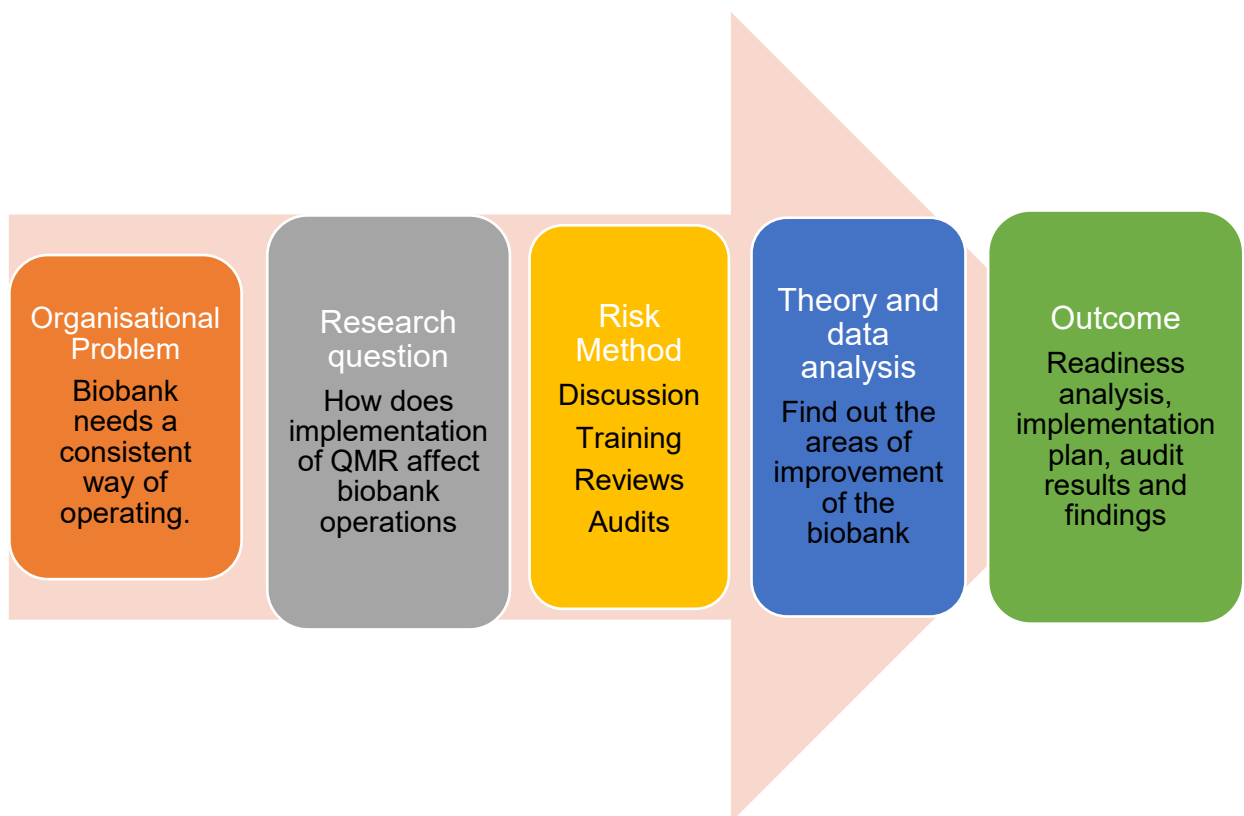 Organisational
Problem
Biobank
needs a
consistent
way of
operating.
Research
question
How does
implementation
of QMR affect
biobank
operations
Risk
Method
Discussion
Training
Reviews
Audits
Theory and
data
analysis
Find out the
areas of
improvement
of the
biobank
Outcome
Readiness
analysis,
implementation
plan, audit
results and
findings